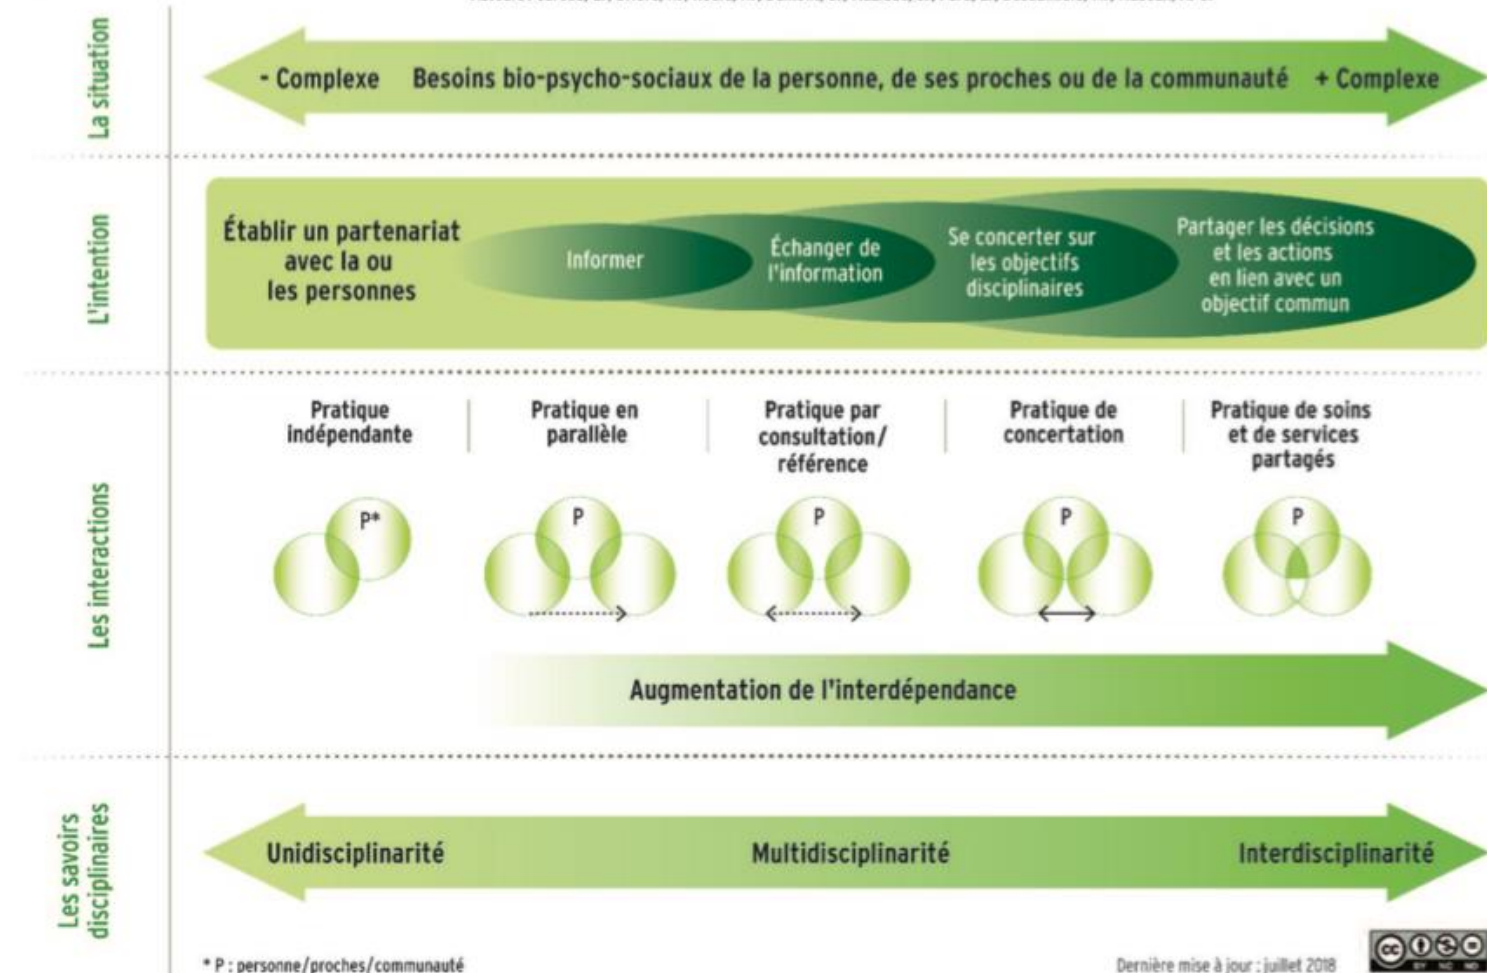 La situation
- Complexe Besoins bio-psycho-sociaux de la personne, de ses proches ou de la communauté + Complexe
L'intention
Établir un partenariat
avec la ou
les personnes
Informer
Échanger de
l'information
Se concerter sur
les objectifs
disciplinaires
Partager les décisions
et les actions
en lien avec un
objectif commun
Les interactions
Pratique
indépendante
Pratique en
parallèle
Pratique par
consultation/
référence
Pratique de
concertation
Pratique de soins
et de services
partagés
P*
P
P
P
P
Augmentation de l'interdépendance
Les savoirs
disciplinaires
Unidisciplinarité
Multidisciplinarité
Interdisciplinarité
* P : personne/proches/communauté
Dernière mise à jour : juillet 2018
cc
BY NC ND